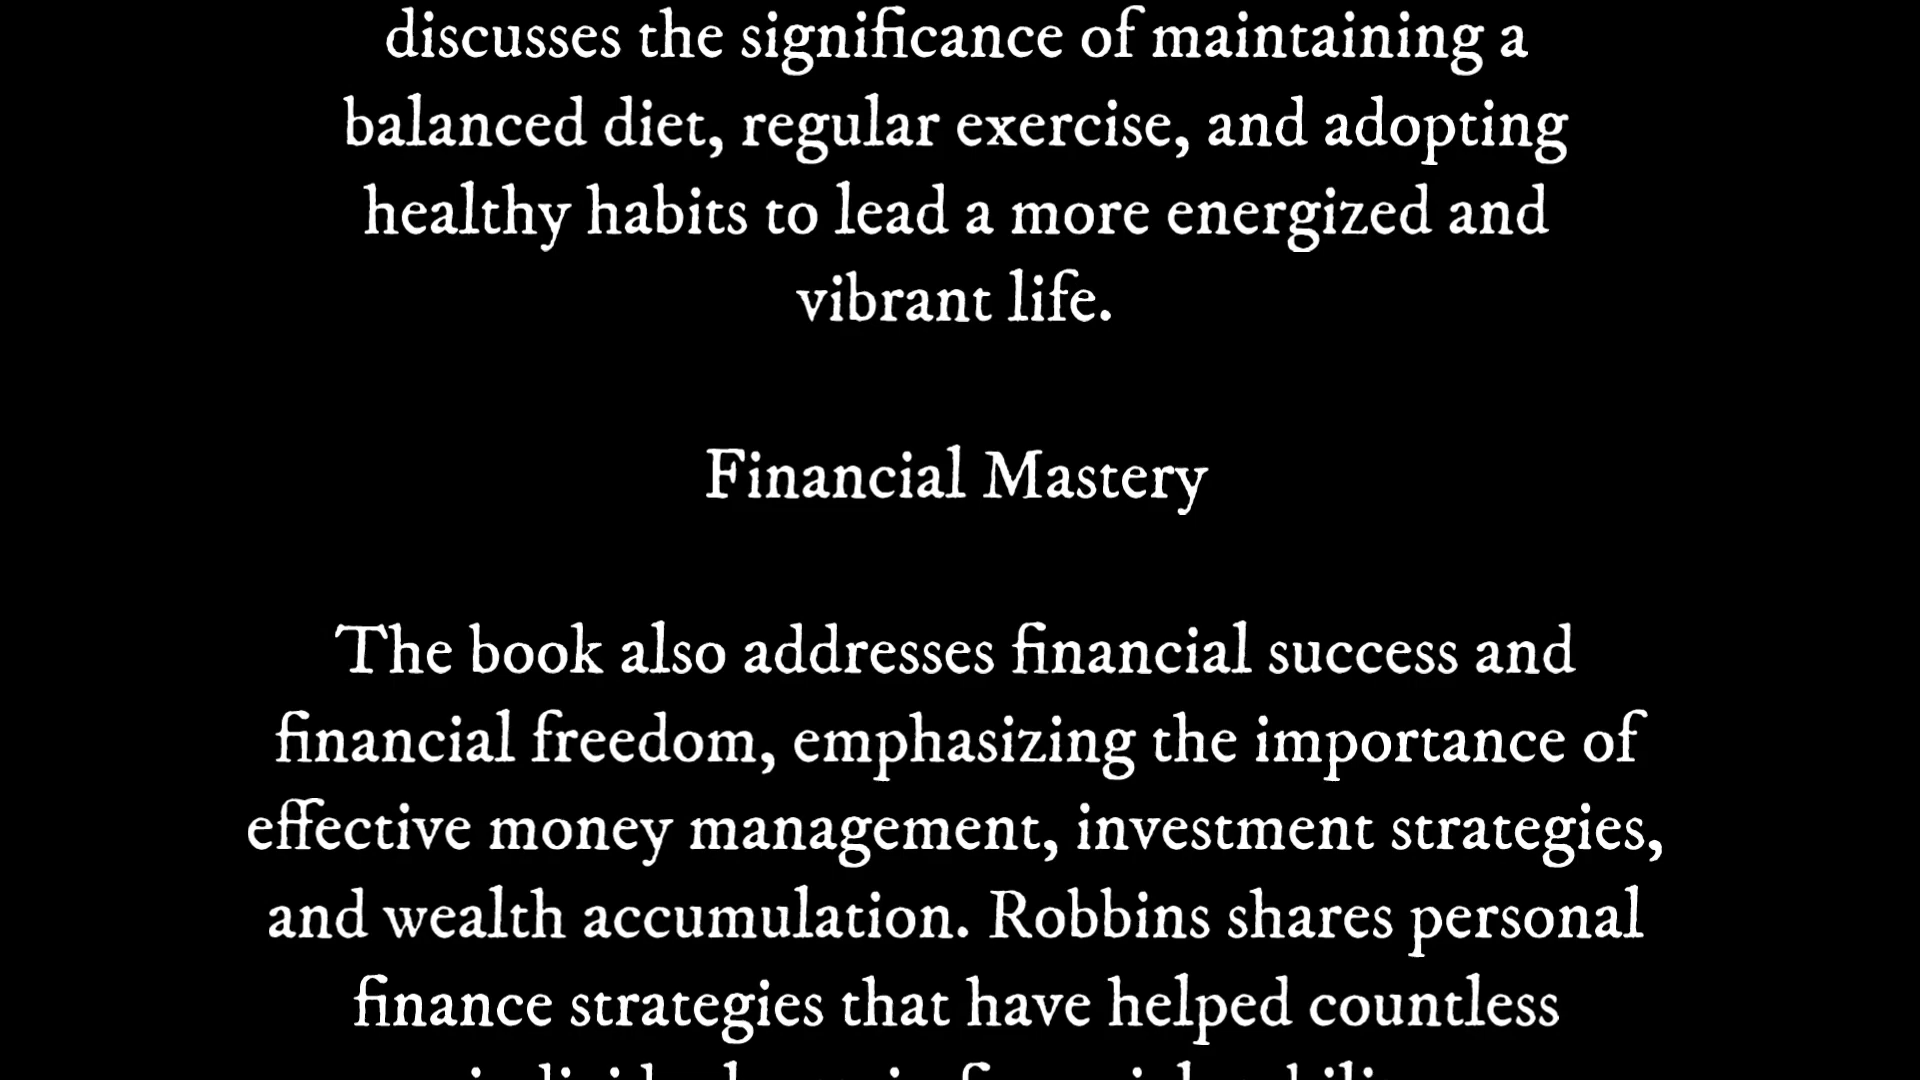 discusses the significance of maintaining a
balanced diet, regular exercise, and adopting
healthy habits to lead a more energized and
vibrant life.
Financial Mastery
The book also addresses financial success and
financial freedom, emphasizing the importance of
effective money management, investment strategies,
and wealth accumulation. Robbins shares personal
finance strategies that have helped countless